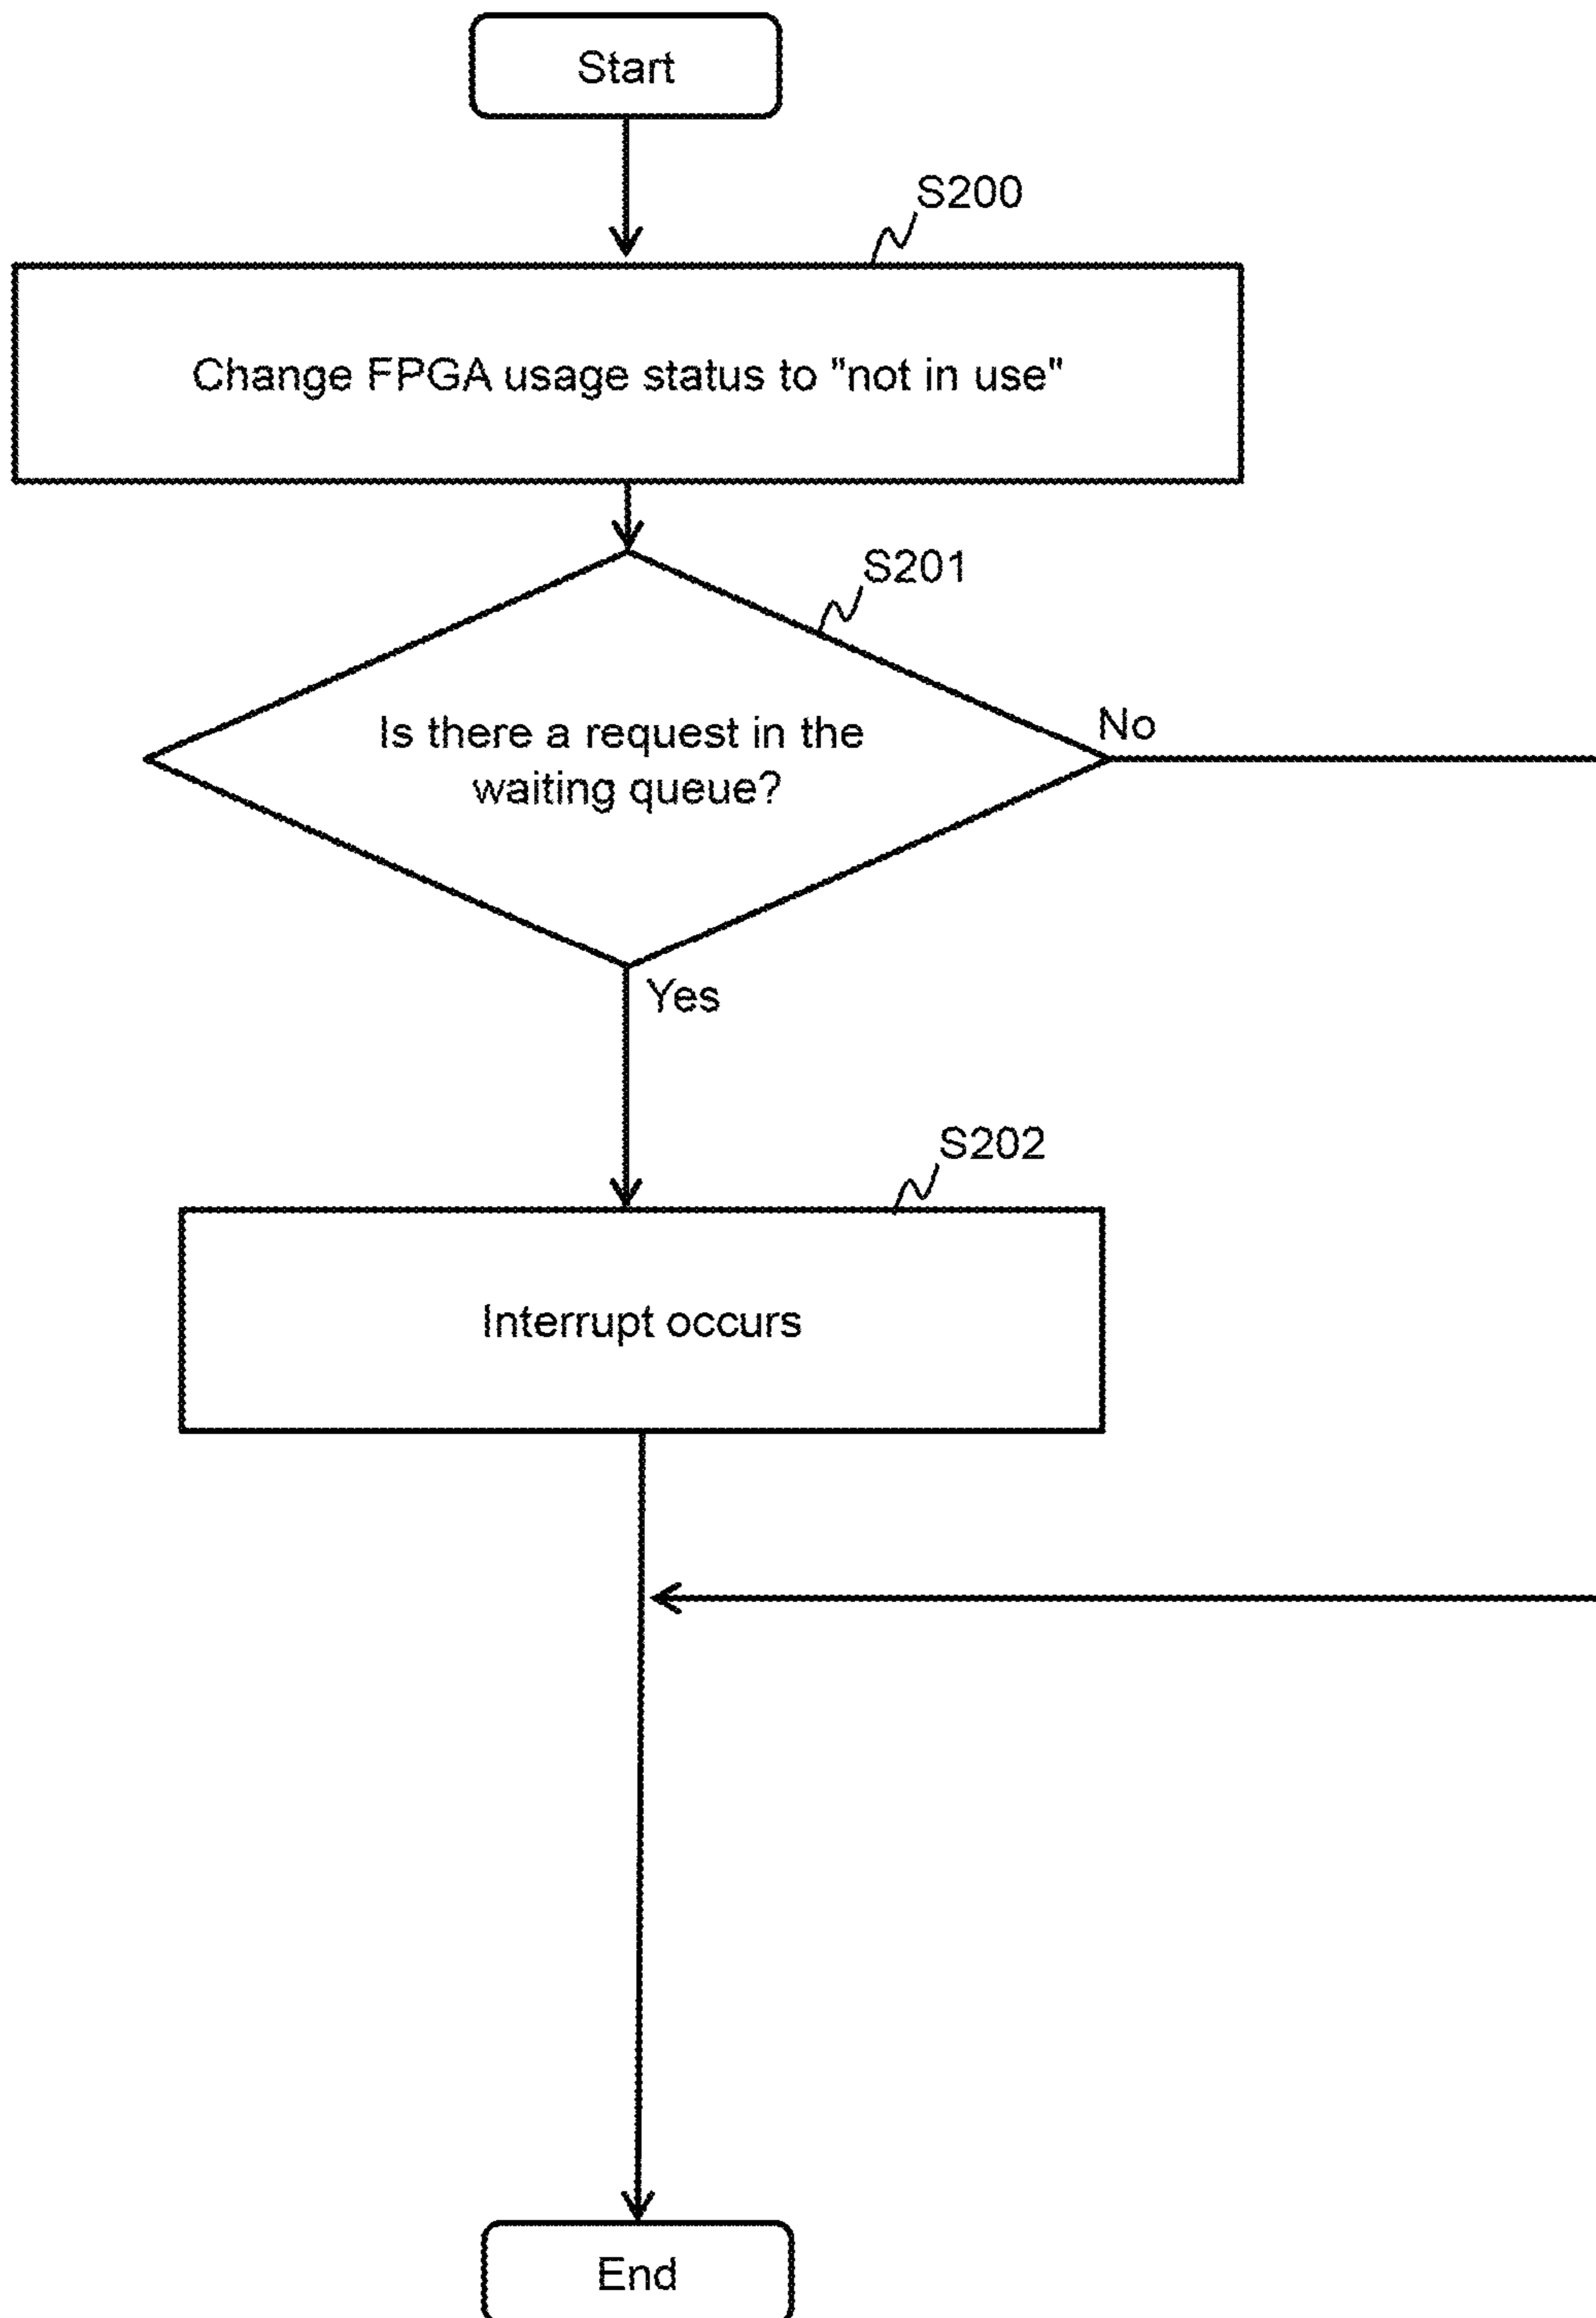 Start
S200
Change FPGA usage status to "not in use"
S201
Is there a request in the
waiting queue?
No
Yes
S202
Interrupt occurs
End